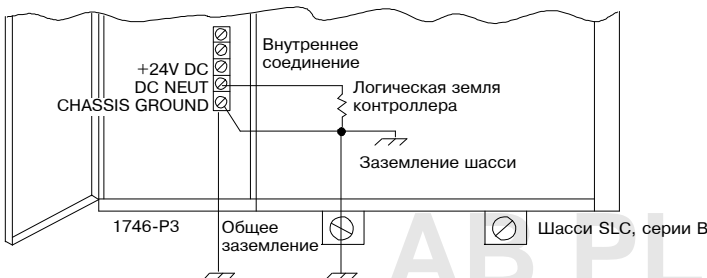 Внутреннее
соединение
+24V DC
DC NEUT
CHASSIS GROUND
Логическая земля
контроллера
Заземление шасси
1746-P3
Общее
заземление
Шасси SLC, серии B
AB PL